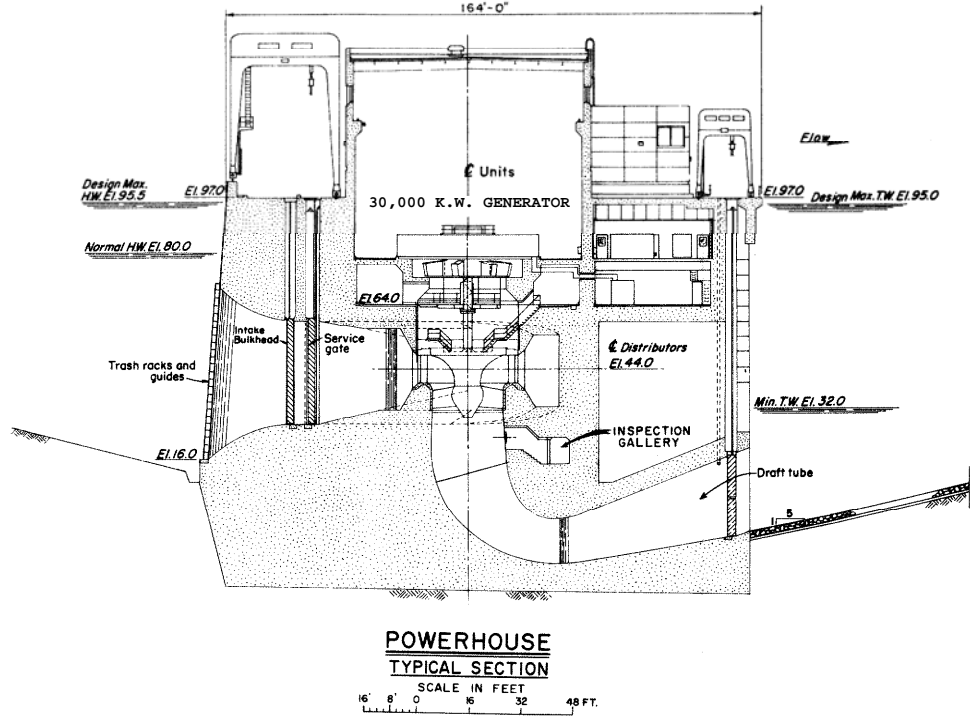 164'-0"
Flow
Design Max.
H.W. El. 95.5
El. 97.0
El. 97.0
Design Max. T.W. El. 95.0
℄ Units
30,000 K.W. GENERATOR
Normal H.W. El. 80.0
El. 64.0
Intake
Bulkhead
Service
gate
℄ Distributors
El. 44.0
Trash racks and
guides
Min. T.W. El. 32.0
INSPECTION
GALLERY
El. 16.0
Draft tube
1
5
POWERHOUSE
TYPICAL SECTION
SCALE IN FEET
16' 8' 0 16 32 48 FT.